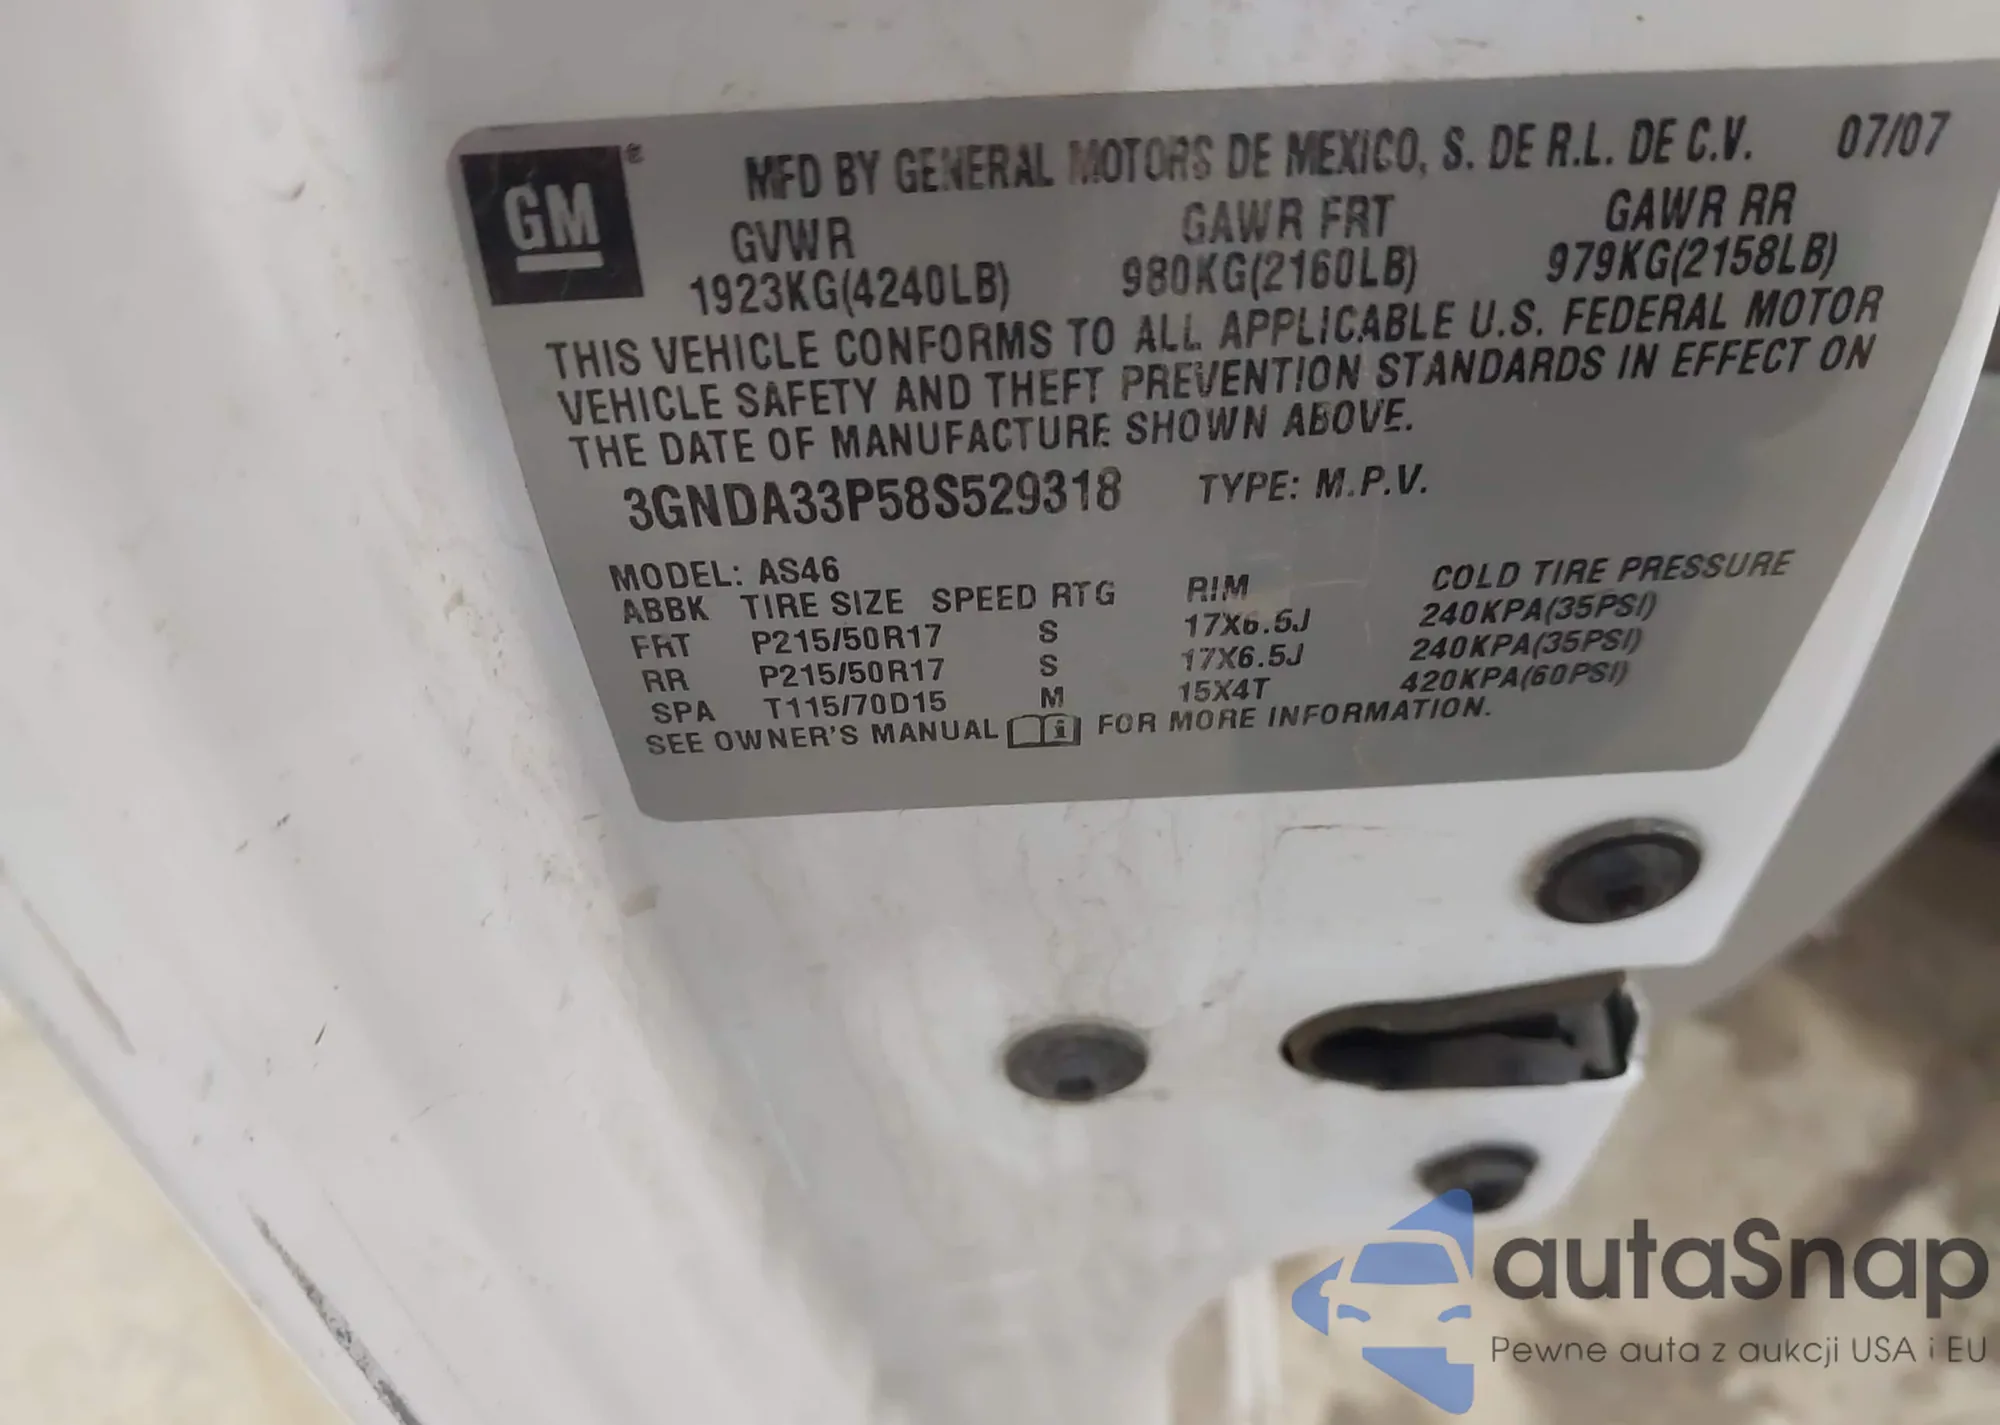 GM
MFD BY GENERAL MOTORS DE MEXICO, S. DE R.L. DE C.V. 07/07
GVWR GAWR FRT GAWR RR
1923KG(4240LB) 980KG(2160LB) 979KG(2158LB)
THIS VEHICLE CONFORMS TO ALL APPLICABLE U.S. FEDERAL MOTOR
VEHICLE SAFETY AND THEFT PREVENTION STANDARDS IN EFFECT ON
THE DATE OF MANUFACTURE SHOWN ABOVE.
3GNDA33P58S529318 TYPE: M.P.V.
MODEL: AS46
ABBK TIRE SIZE SPEED RTG RIM COLD TIRE PRESSURE
FRT P215/50R17 S 17X6.5J 240KPA(35PSI)
RR P215/50R17 S 17X6.5J 240KPA(35PSI)
SPA T115/70D15 M 15X4T 420KPA(60PSI)
SEE OWNER'S MANUAL FOR MORE INFORMATION.
autaSnap
Pewne auta z aukcji USA i EU